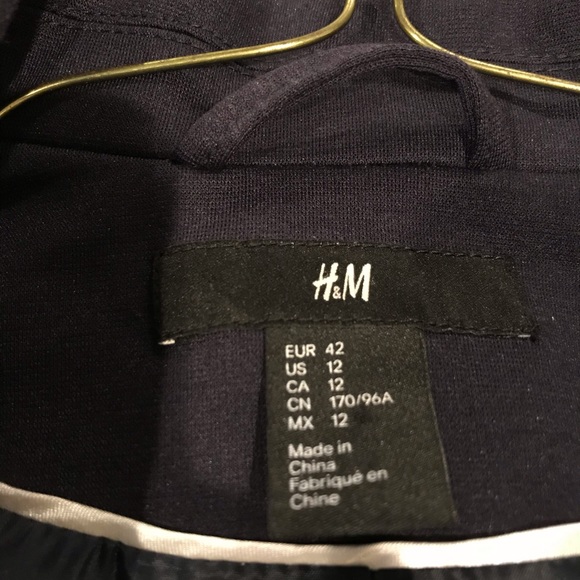 H&M
EUR 42
US 12
CA 12
CN 170/96A
MX 12
Made in
China
Fabriqué en
Chine